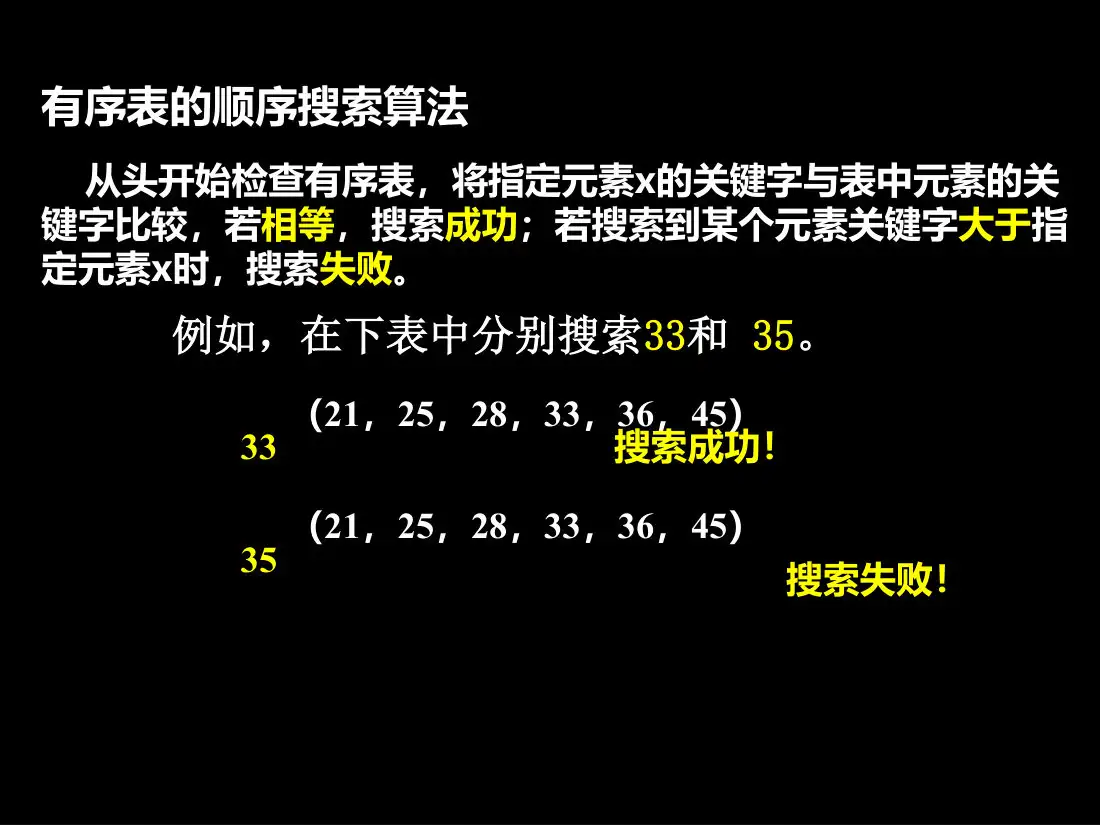 有序表的顺序搜索算法
从头开始检查有序表，将指定元素x的关键字与表中元素的关
键字比较，若相等，搜索成功；若搜索到某个元素关键字大于指
定元素x时，搜索失败。
例如，在下表中分别搜索33和 35。
（21，25，28，33，36，45）
33 搜索成功！
（21，25，28，33，36，45）
35
搜索失败！